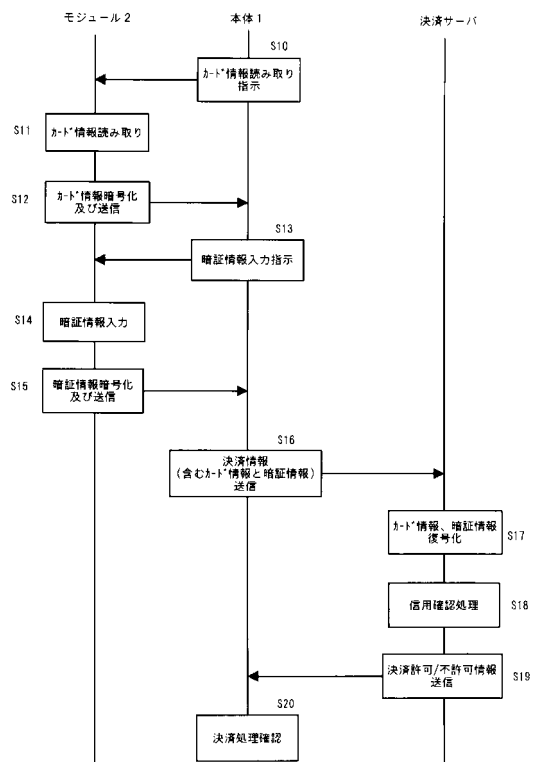 モジュール2
本体1
決済サーバ
S10
カード情報読み取り
指示
S11
カード情報読み取り
S12
カード情報暗号化
及び送信
S13
暗証情報入力指示
S14
暗証情報入力
S15
暗証情報暗号化
及び送信
S16
決済情報
(含むカード情報と暗証情報)
送信
カード情報、暗証情報
復号化
S17
信用確認処理
S18
決済許可/不許可情報
送信
S19
S20
決済処理確認